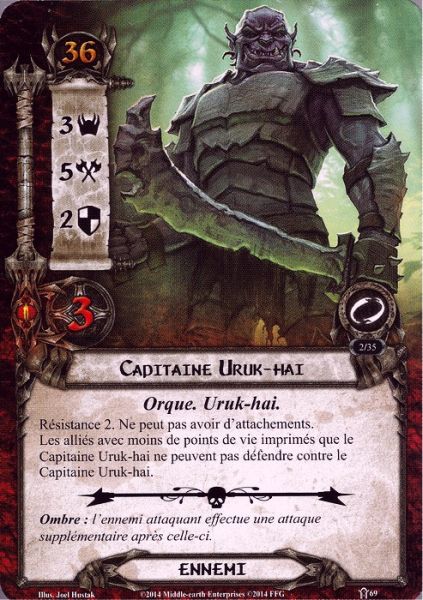 36
3
5
2
3
2/35
CAPITAINE URUK-HAI
Orque. Uruk-hai.
Résistance 2. Ne peut pas avoir d'attachements.
Les alliés avec moins de points de vie imprimés que le
Capitaine Uruk-hai ne peuvent pas défendre contre le
Capitaine Uruk-hai.
Ombre : l'ennemi attaquant effectue une attaque
supplémentaire après celle-ci.
ENNEMI
Illus. Joel Hustak ©2014 Middle-earth Enterprises ©2014 FFG 69